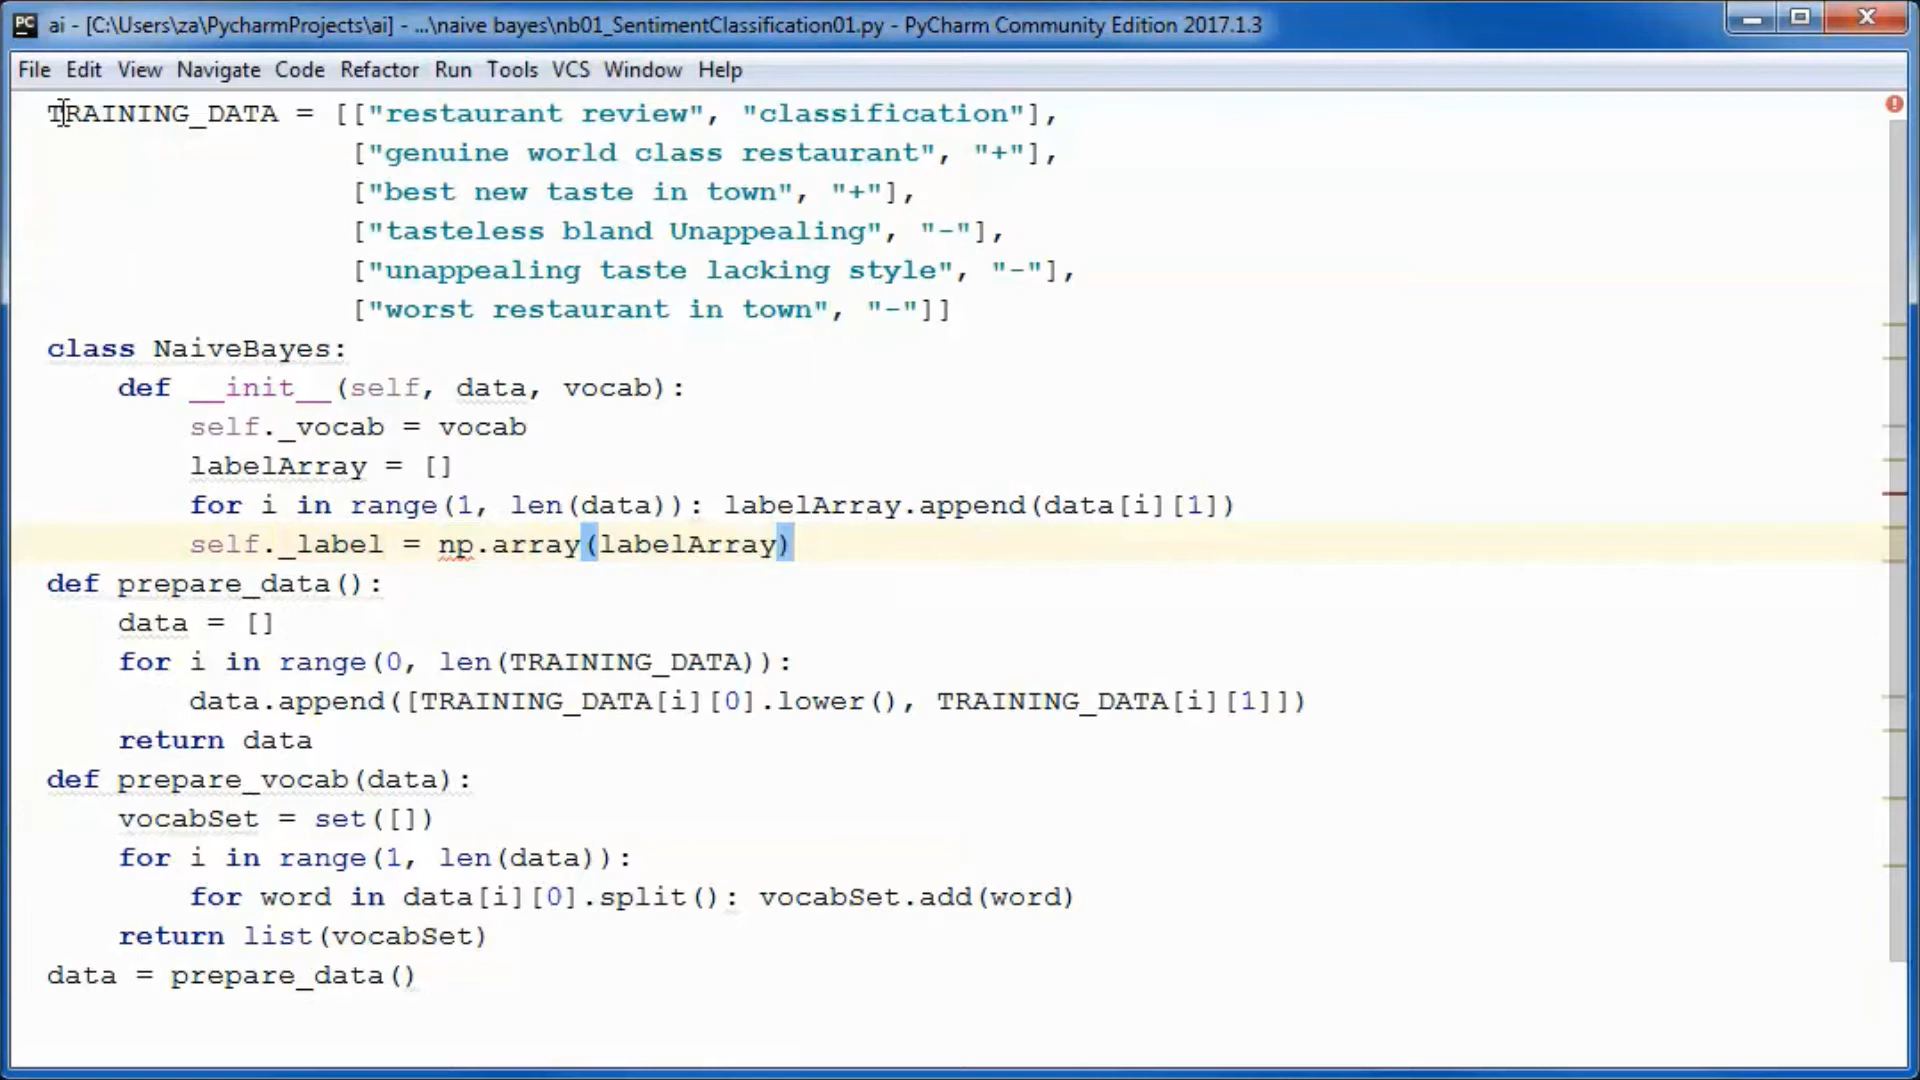 PC ai - [C:\Users\za\PycharmProjects\ai] - ...\naive bayes\nb01_SentimentClassification01.py - PyCharm Community Edition 2017.1.3
File Edit View Navigate Code Refactor Run Tools VCS Window Help
TRAINING_DATA = [["restaurant review", "classification"],
["genuine world class restaurant", "+"],
["best new taste in town", "+"],
["tasteless bland Unappealing", "-"],
["unappealing taste lacking style", "-"],
["worst restaurant in town", "-"]]
class NaiveBayes:
    def __init__(self, data, vocab):
        self._vocab = vocab
        labelArray = []
        for i in range(1, len(data)): labelArray.append(data[i][1])
        self._label = np.array(labelArray)
def prepare_data():
    data = []
    for i in range(0, len(TRAINING_DATA)):
        data.append([TRAINING_DATA[i][0].lower(), TRAINING_DATA[i][1]])
    return data
def prepare_vocab(data):
    vocabSet = set([])
    for i in range(1, len(data)):
        for word in data[i][0].split(): vocabSet.add(word)
    return list(vocabSet)
data = prepare_data()